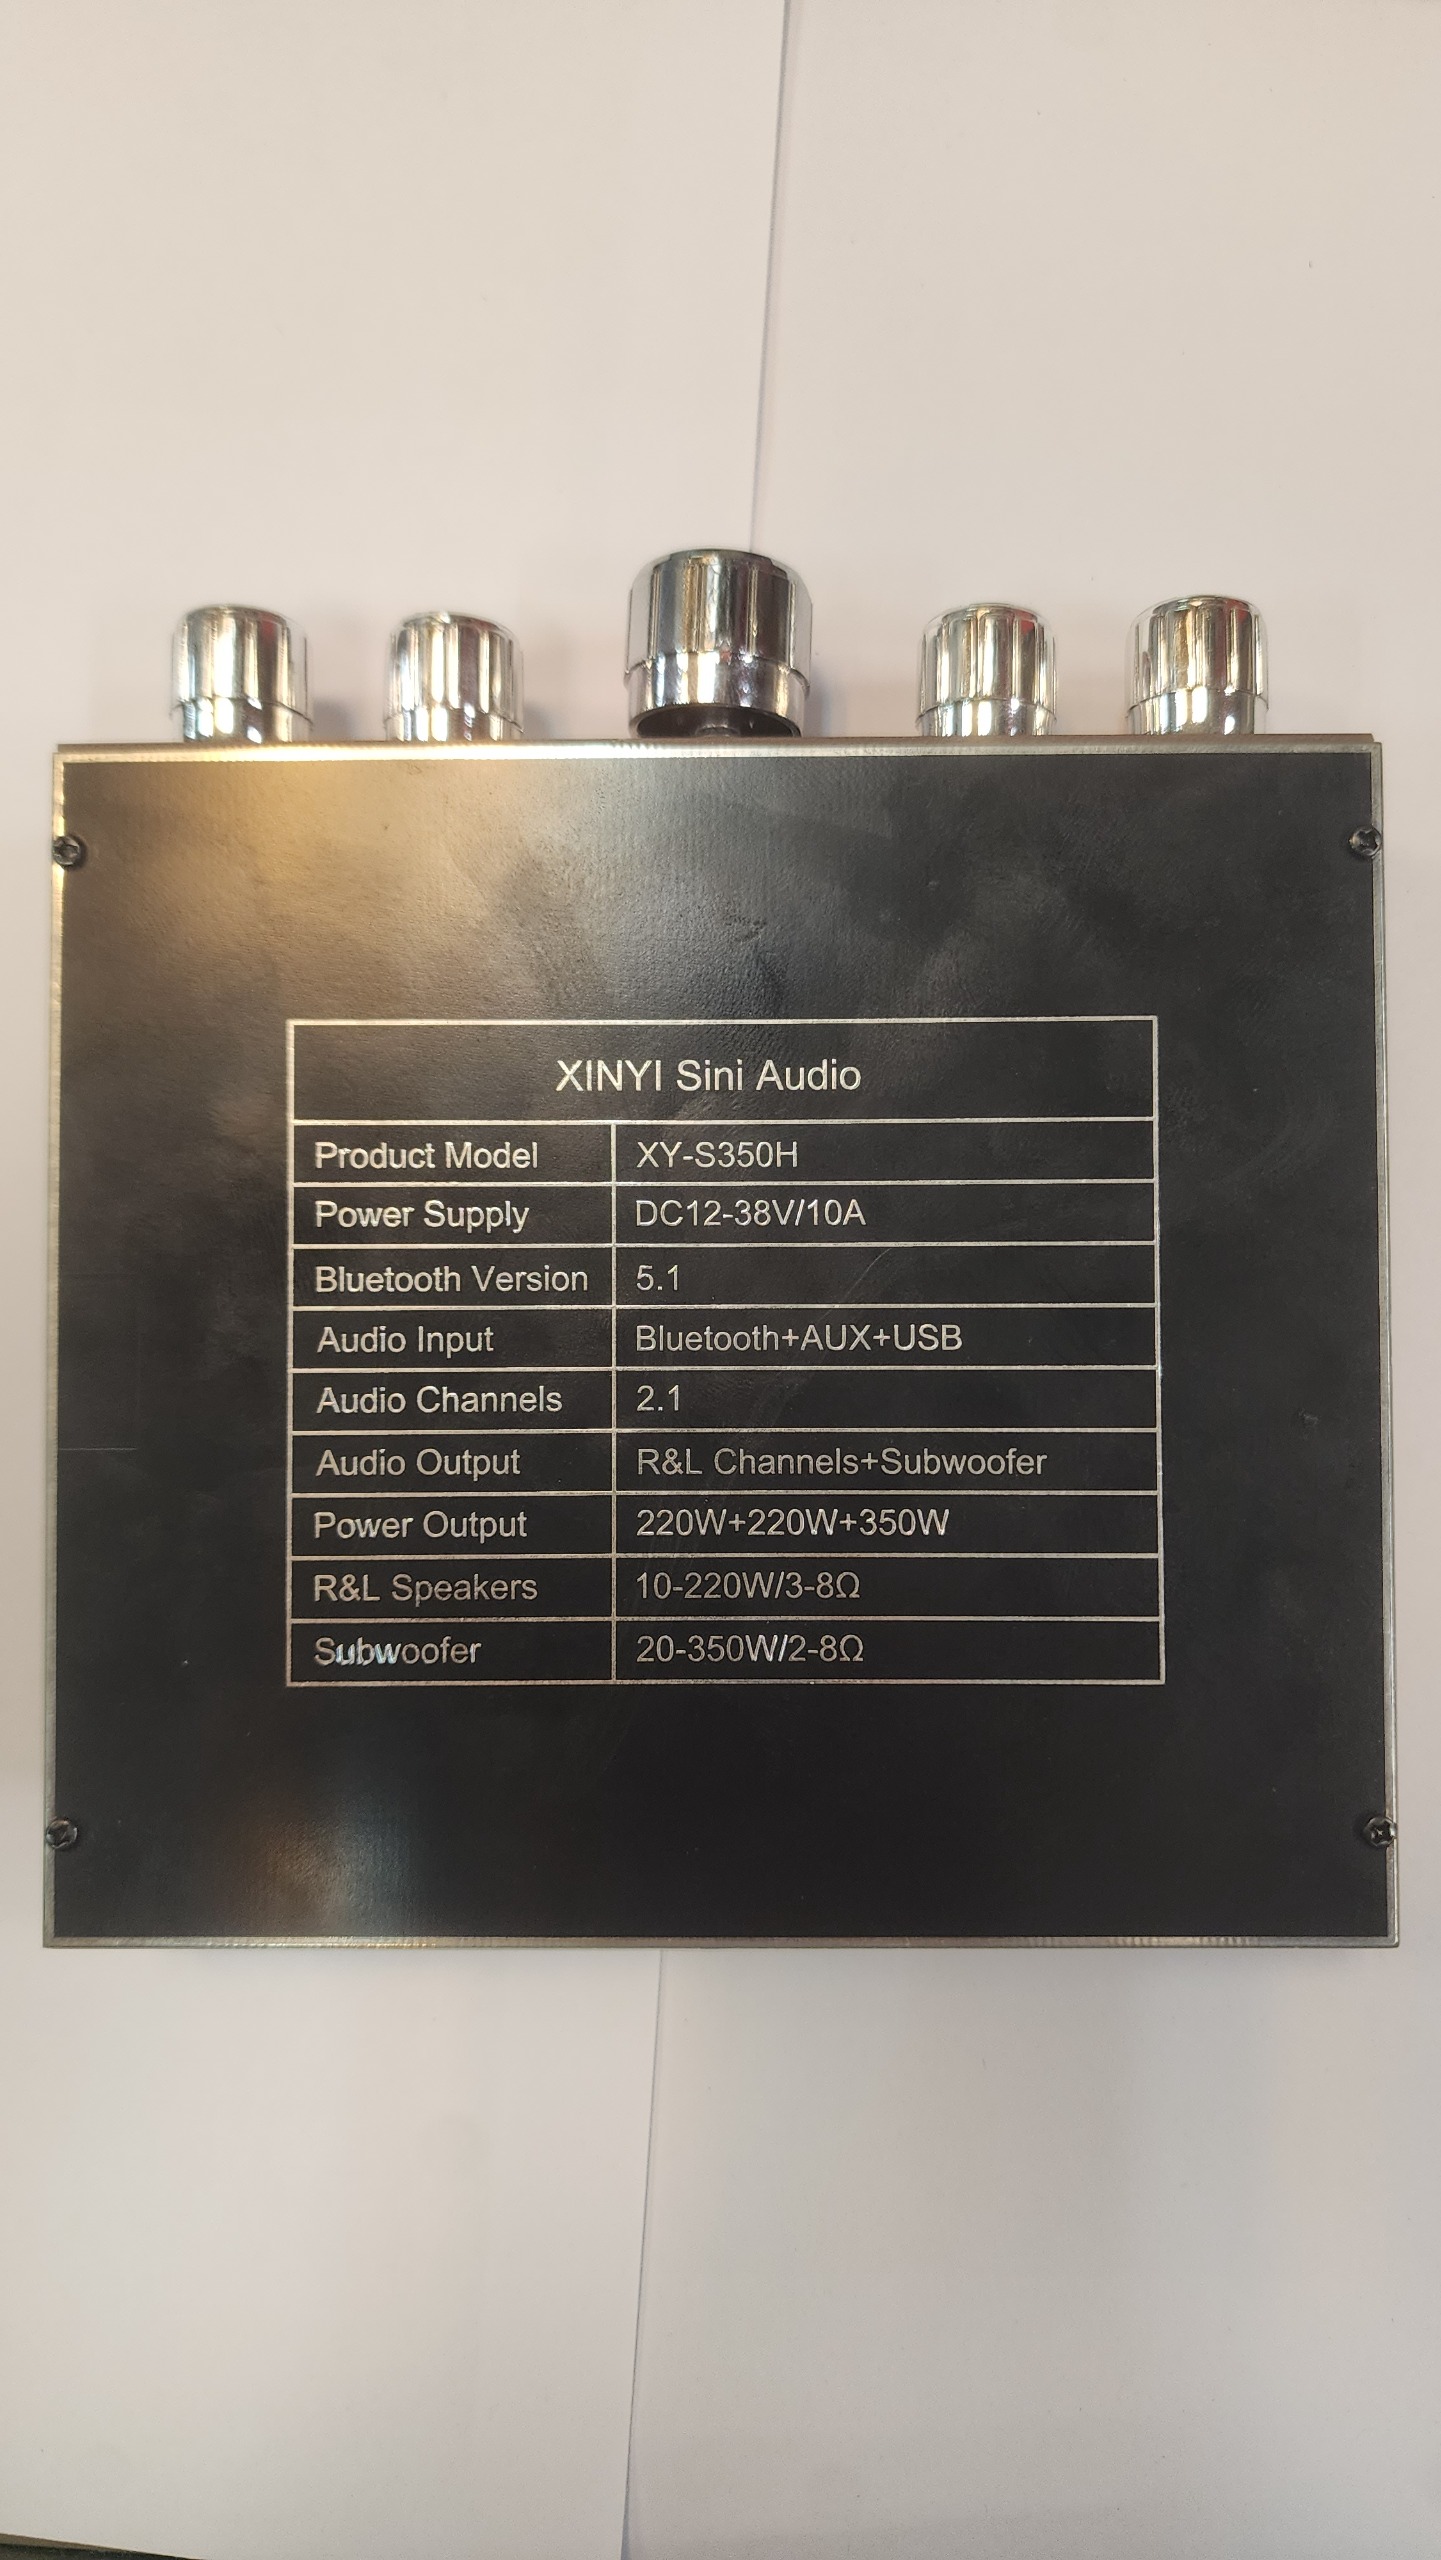 XINYI Sini Audio
Product Model XY-S350H
Power Supply DC12-38V/10A
Bluetooth Version 5.1
Audio Input Bluetooth+AUX+USB
Audio Channels 2.1
Audio Output R&L Channels+Subwoofer
Power Output 220W+220W+350W
R&L Speakers 10-220W/3-8Ω
Subwoofer 20-350W/2-8Ω